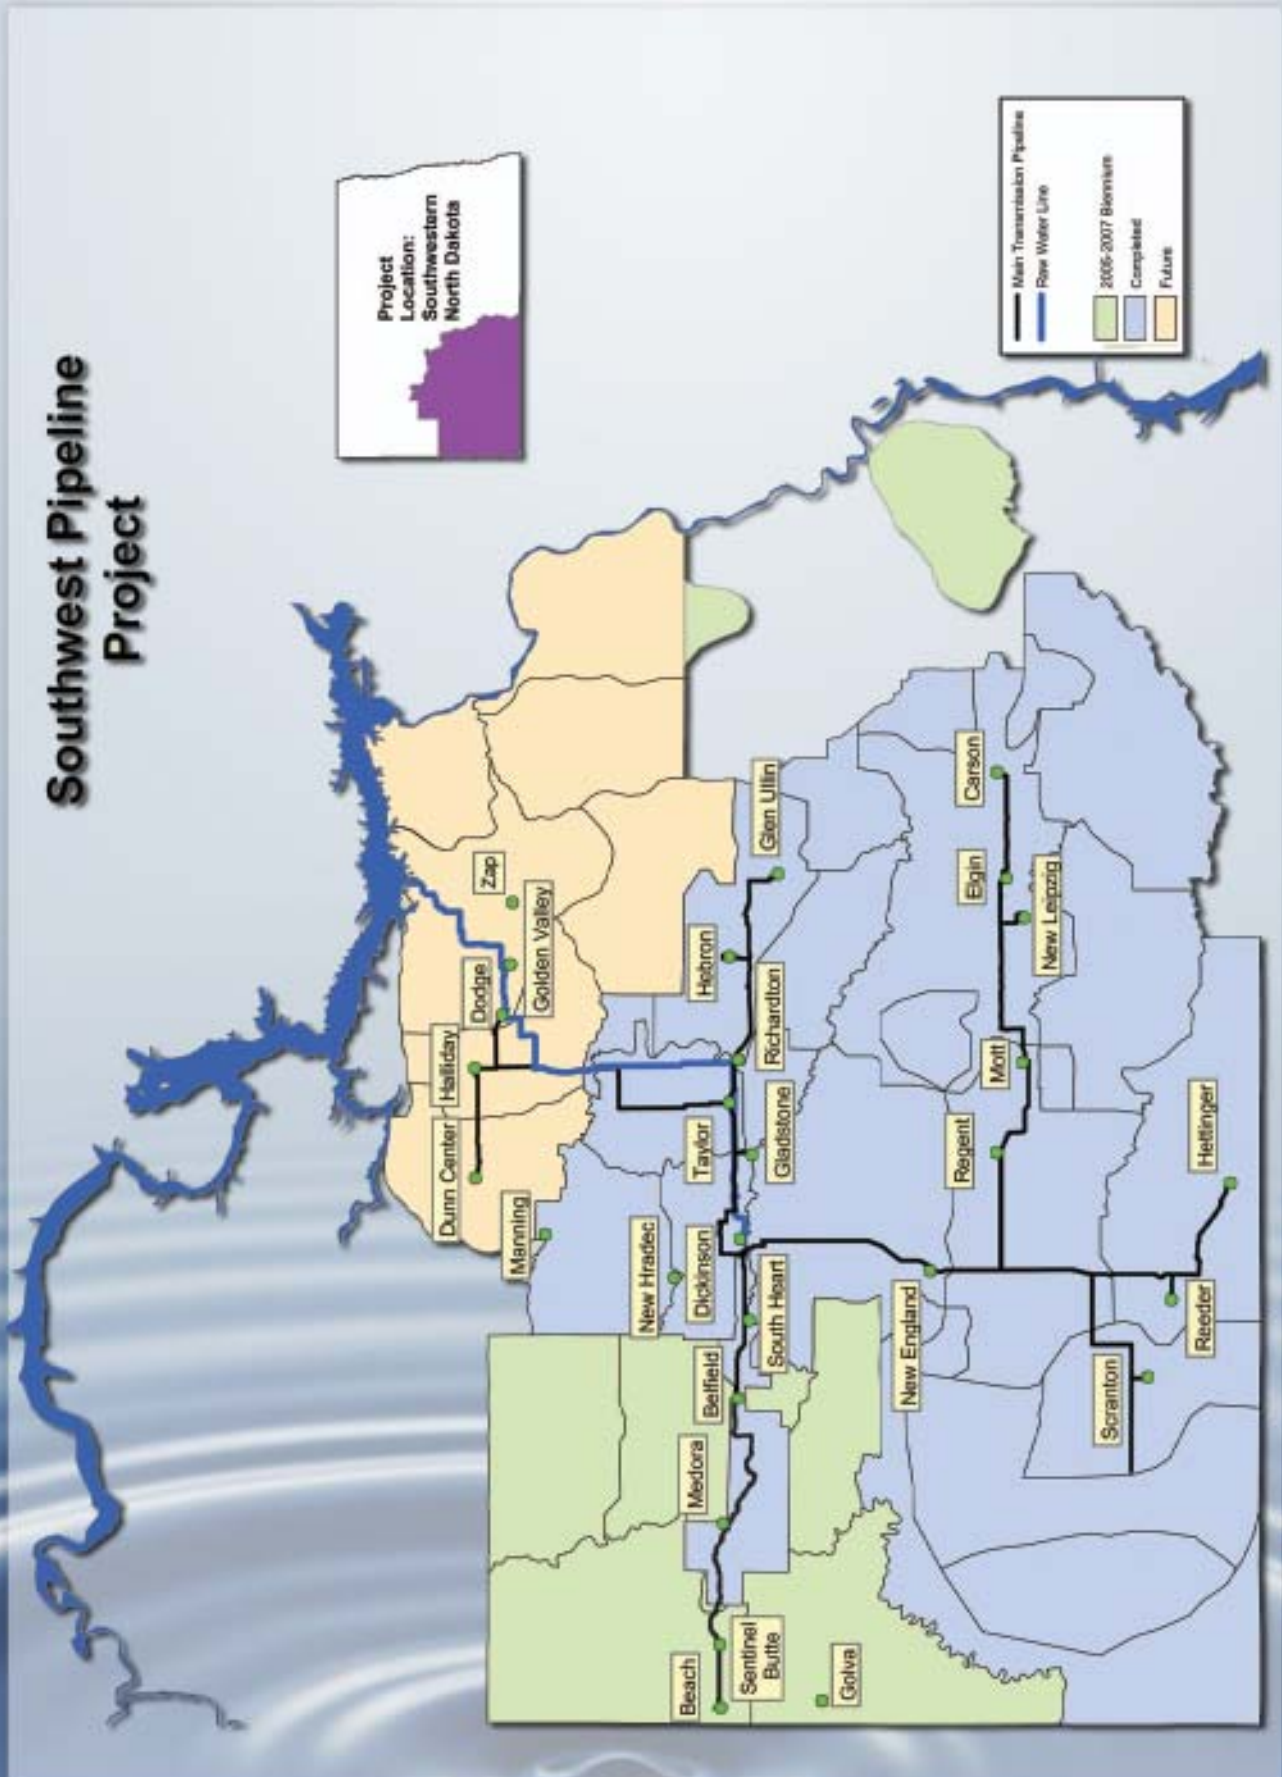 Southwest Pipeline
Project
Project
Location:
Southwestern
North Dakota
Zap
Golden Valley
Dodge
Halliday
Dunn Center
Manning
New Hradec
Dickinson
Taylor
Gladstone
Richardton
Hebron
Glen Ullin
South Heart
Belfield
Medora
Beach
Sentinel
Butte
Golva
New England
Regent
Mott
New Leipzig
Elgin
Carson
Scranton
Reeder
Hettinger
Main Transmission Pipeline
Raw Water Line
2005-2007 Biennium
Completed
Future